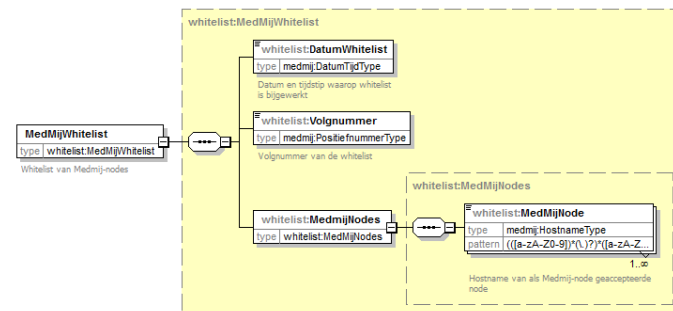 whitelist:MedMijWhitelist
whitelist:DatumWhitelist
type medmij:DatumTijdType
Datum en tijdstip waarop whitelist
is bijgewerkt
whitelist:Volgnummer
type medmij:PositiefnummerType
Volgnummer van de whitelist
MedMijWhitelist
type whitelist:MedMijWhitelist
Whitelist van Medmij-nodes
whitelist:MedMijNodes
whitelist:MedmijNodes
type whitelist:MedMijNodes
whitelist:MedMijNode
type medmij:HostnameType
pattern (([a-zA-Z0-9])*(\.)?)*([a-zA-Z...
1..∞
Hostname van als Medmij-node geaccepteerde
node